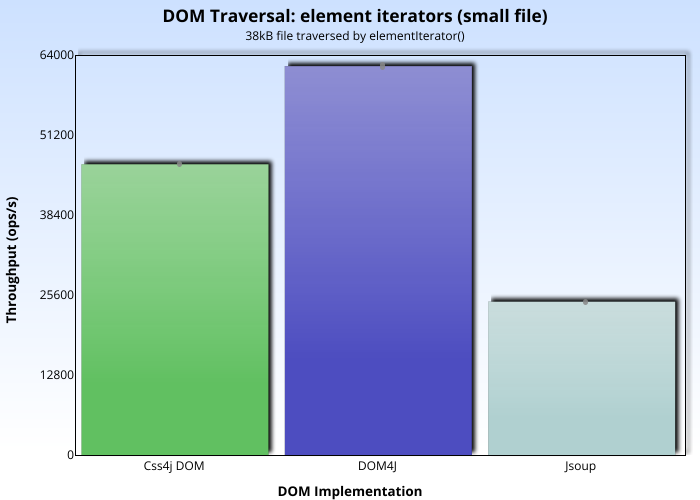 DOM Traversal: element iterators (small file)
38kB file traversed by elementIterator()
Throughput (ops/s)
64000
51200
38400
25600
12800
0
Css4j DOM
DOM4J
Jsoup
DOM Implementation